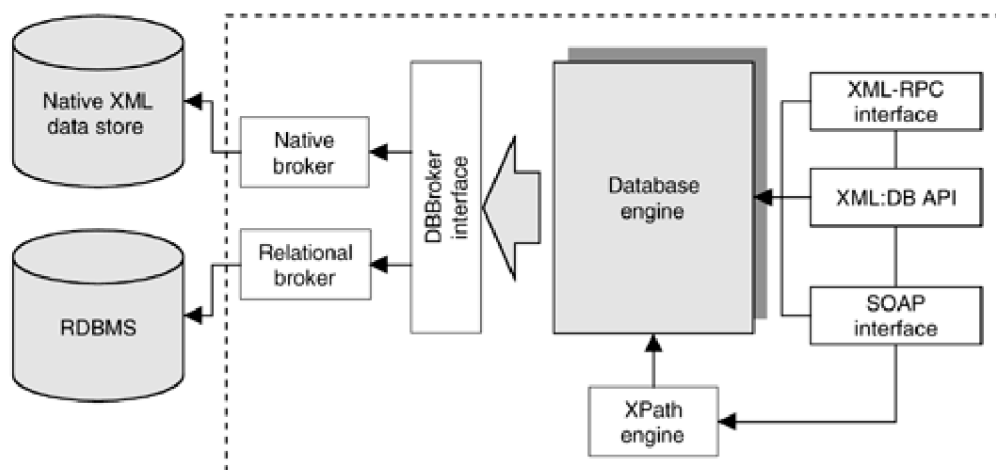 Native XML
data store
Native
broker
DBBroker
interface
Database
engine
XML-RPC
interface
XML:DB API
Relational
broker
RDBMS
SOAP
interface
XPath
engine